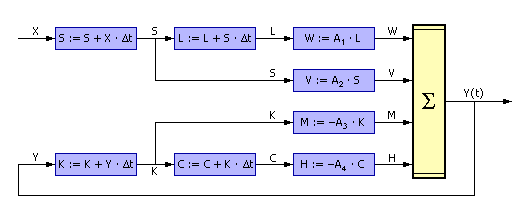 X S := S + X · Δt S L := L + S · Δt L W := A₁ · L W
S V := A₂ · S V
Σ Y(t)
K M := −A₃ · K M
Y K := K + Y · Δt K C := C + K · Δt C H := −A₄ · C H